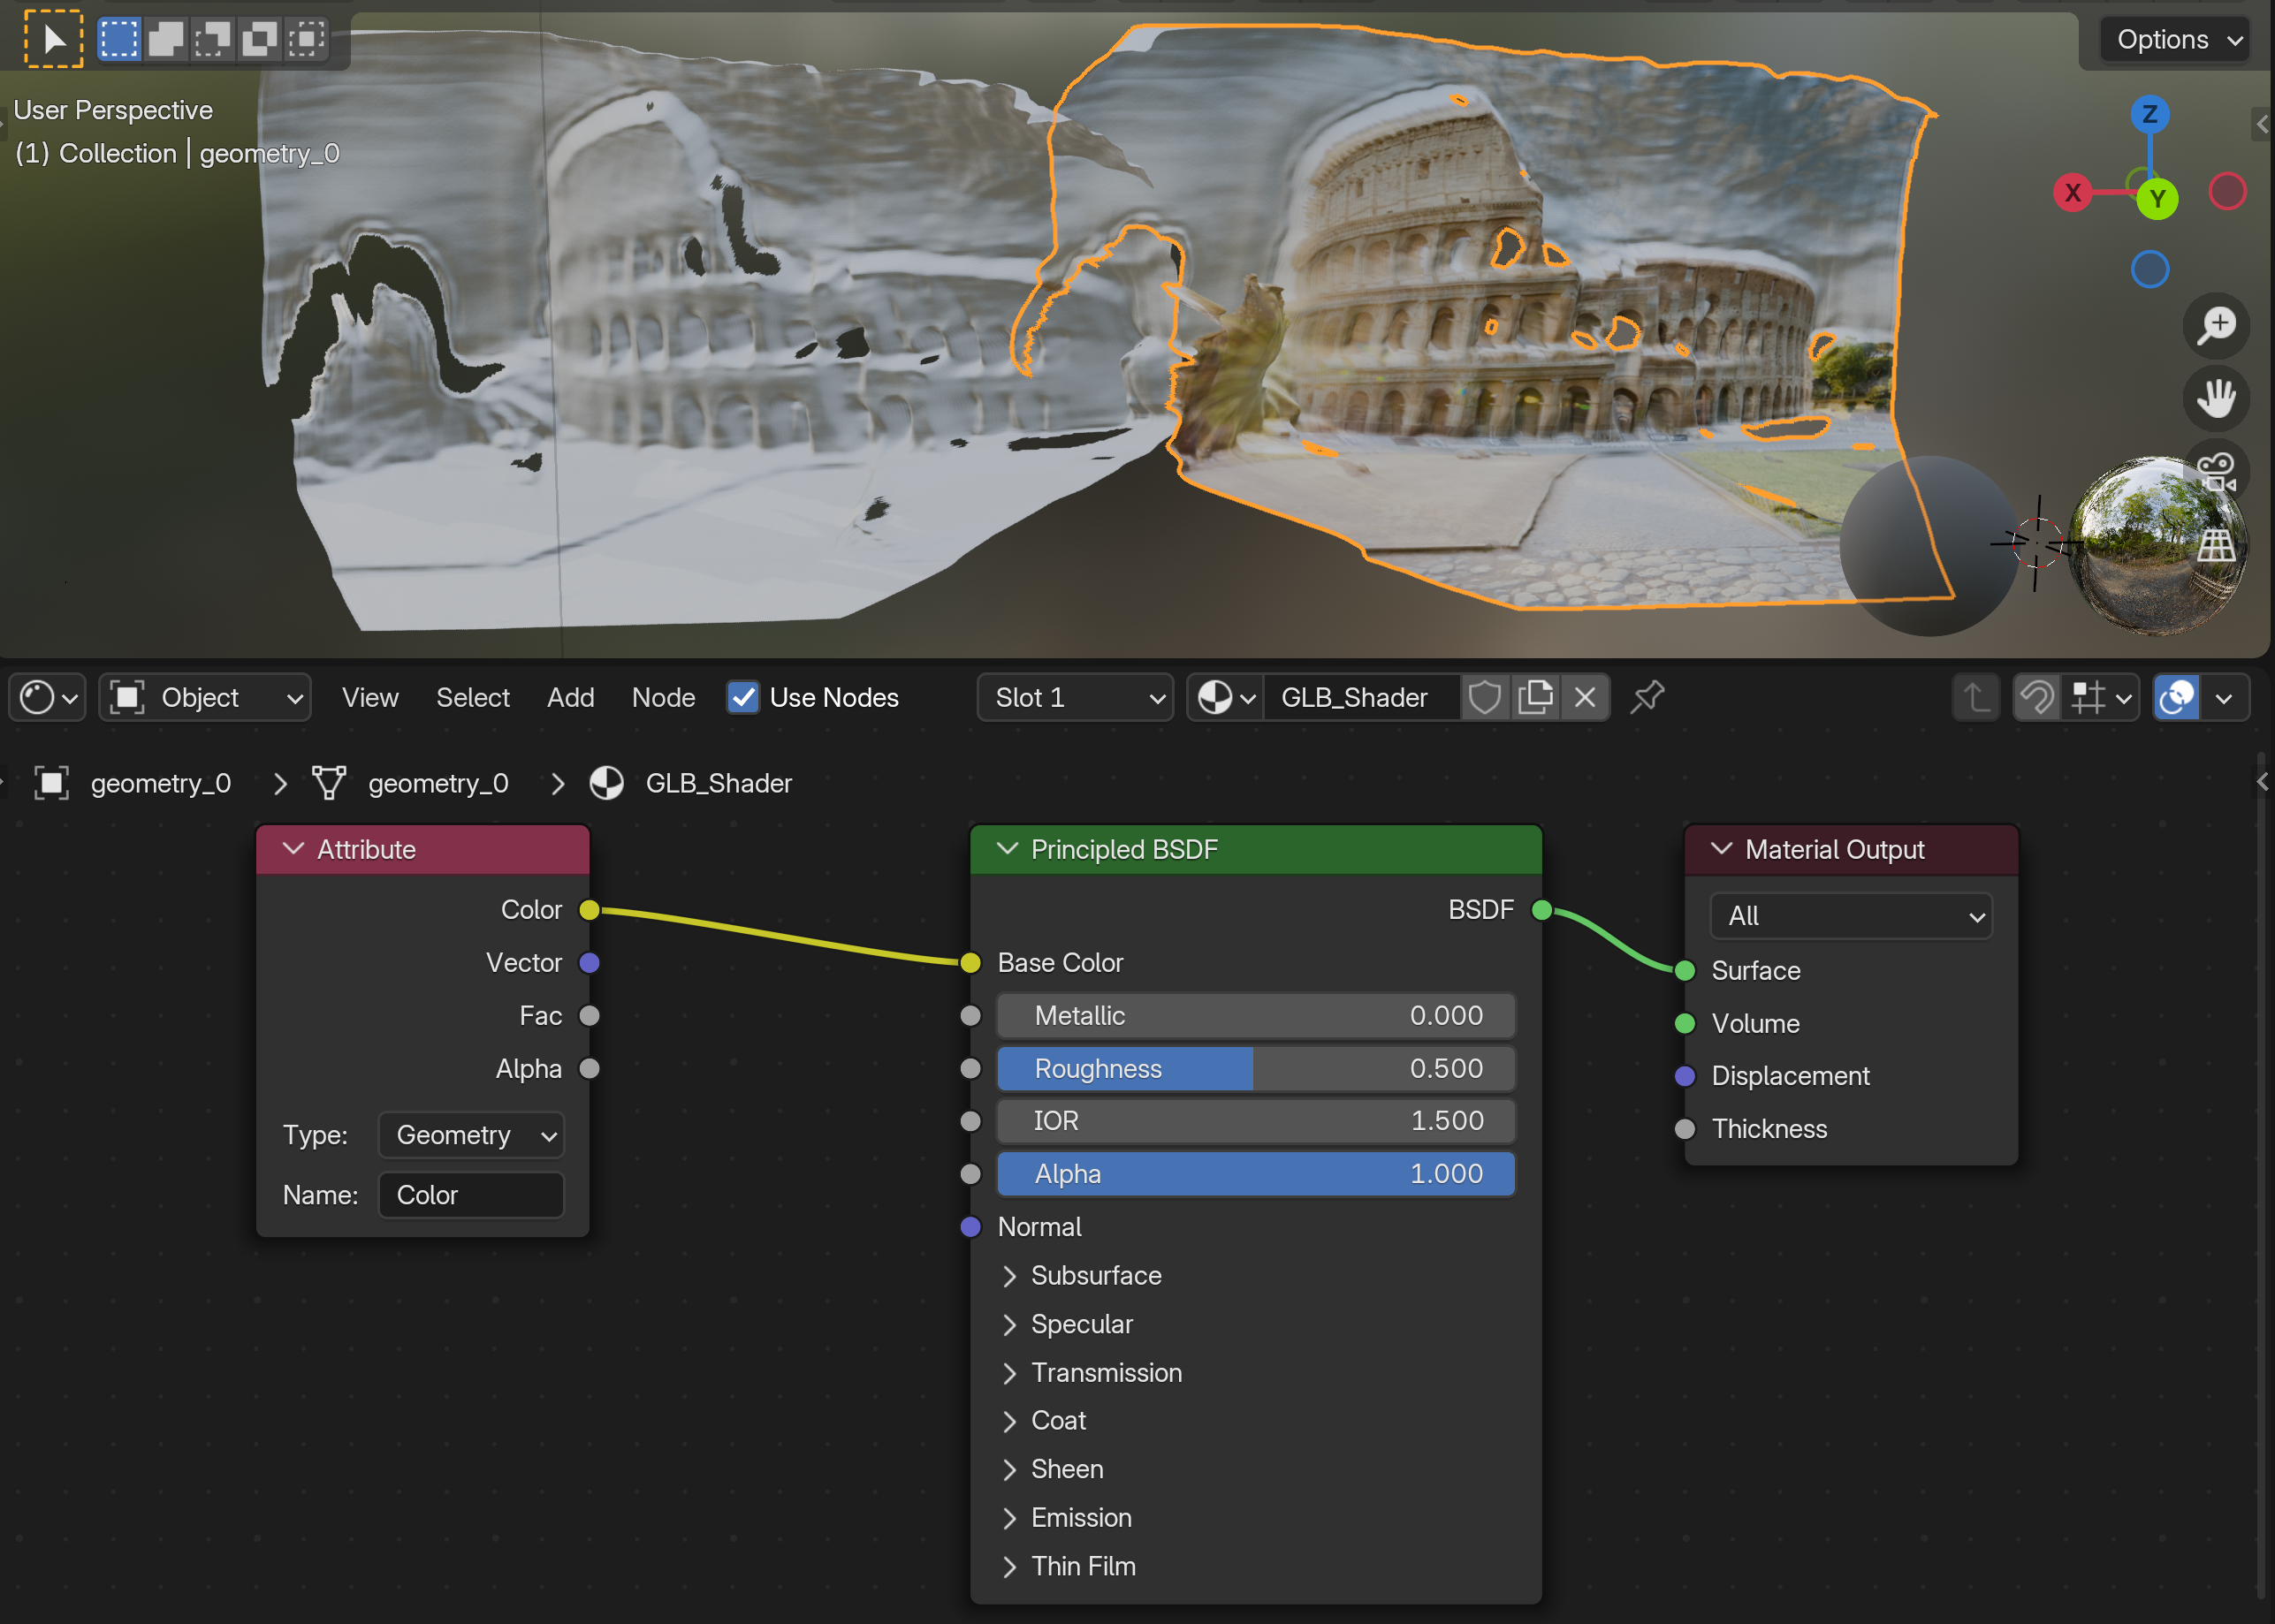 Options
User Perspective
(1) Collection | geometry_0
Z
X
Y
Object
View
Select
Add
Node
Use Nodes
Slot 1
GLB_Shader
geometry_0
geometry_0
GLB_Shader
Attribute
Color
Vector
Fac
Alpha
Type: Geometry
Name: Color
Principled BSDF
BSDF
Base Color
Metallic 0.000
Roughness 0.500
IOR 1.500
Alpha 1.000
Normal
Subsurface
Specular
Transmission
Coat
Sheen
Emission
Thin Film
Material Output
All
Surface
Volume
Displacement
Thickness